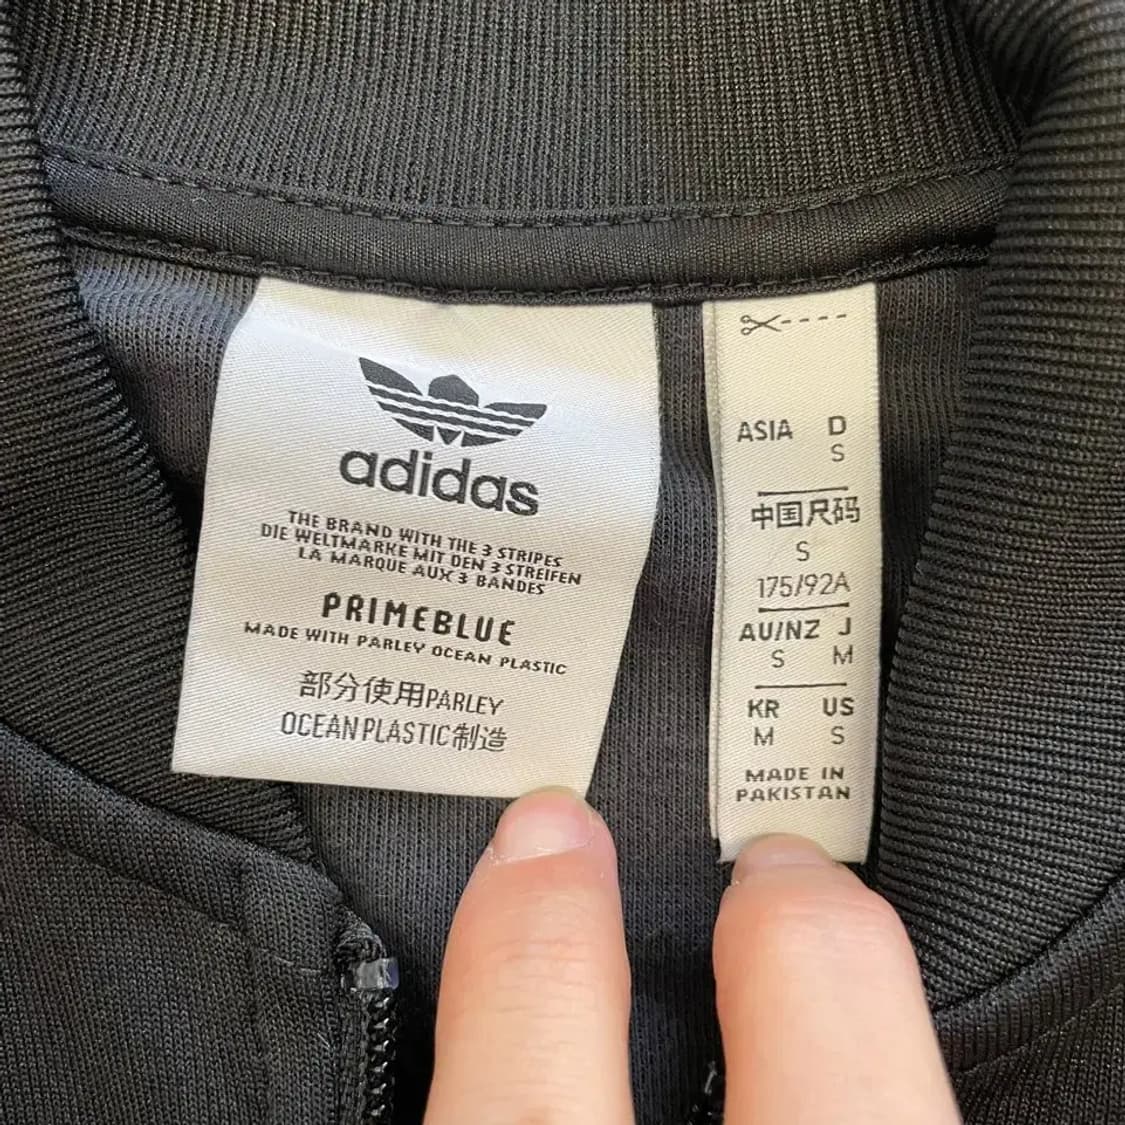 adidas
THE BRAND WITH THE 3 STRIPES
DIE WELTMARKE MIT DEN 3 STREIFEN
LA MARQUE AUX 3 BANDES
PRIMEBLUE
MADE WITH PARLEY OCEAN PLASTIC
部分使用PARLEY
OCEAN PLASTIC制造
ASIA D
S
中国尺码
S
175/92A
AU/NZ J
S M
KR US
M S
MADE IN
PAKISTAN